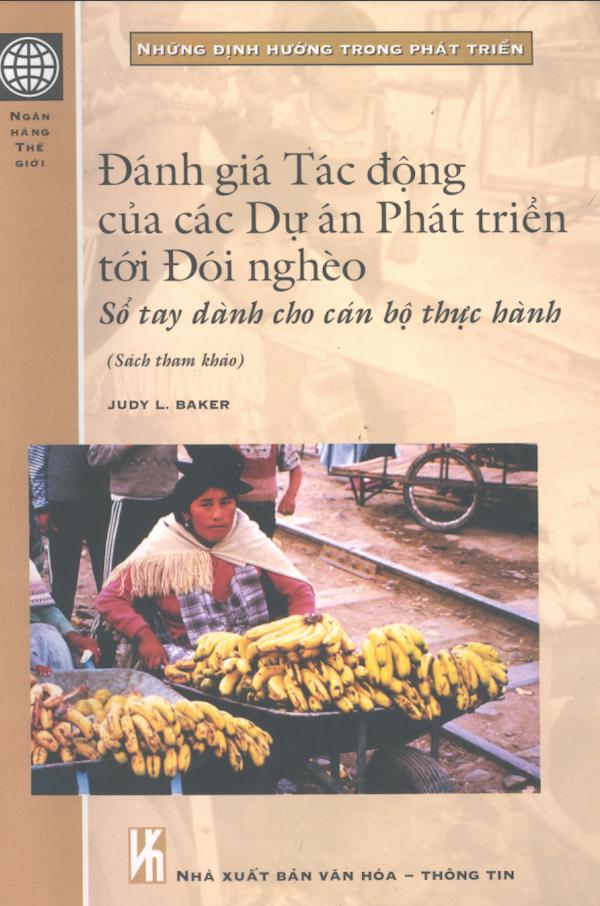 NHỮNG ĐỊNH HƯỚNG TRONG PHÁT TRIỂN
NGÂN
HÀNG
THẾ
GIỚI
Đánh giá Tác động
của các Dự án Phát triển
tới Đói nghèo
Sổ tay dành cho cán bộ thực hành
(Sách tham khảo)
JUDY L. BAKER
NHÀ XUẤT BẢN VĂN HÓA – THÔNG TIN